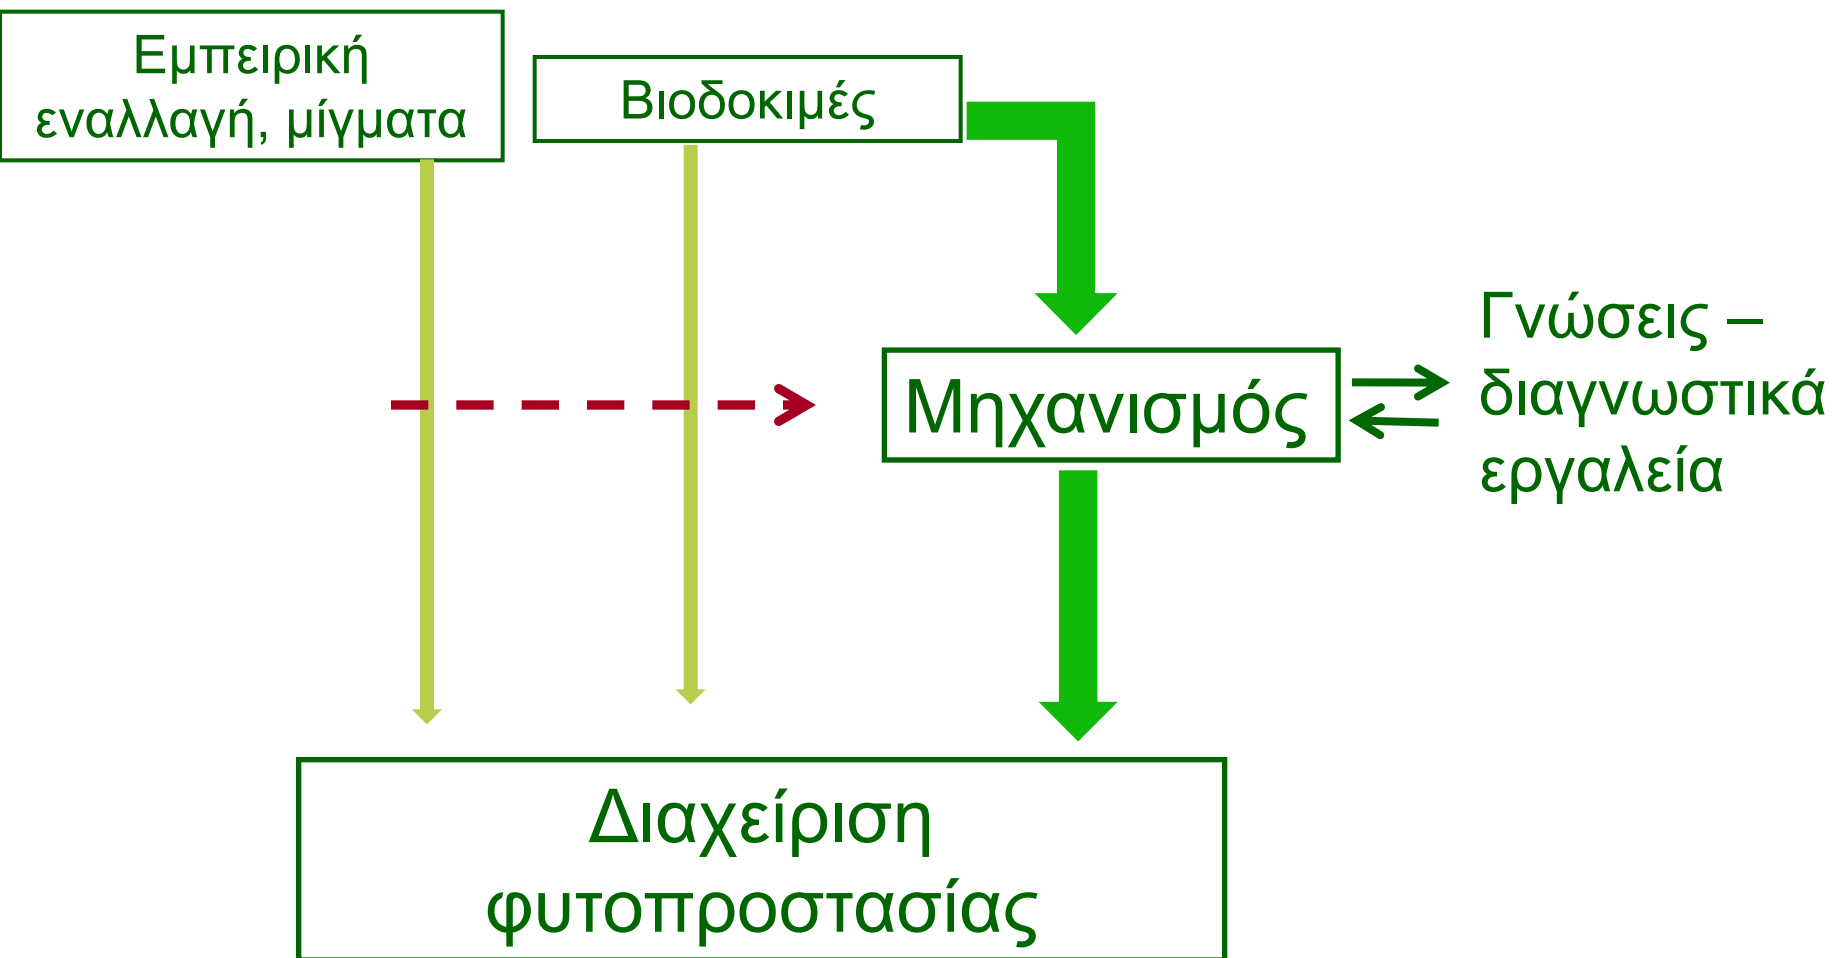 Εμπειρική
εναλλαγή, μίγματα
Βιοδοκιμές
Γνώσεις –
διαγνωστικά
εργαλεία
Μηχανισμός
Διαχείριση
φυτοπροστασίας